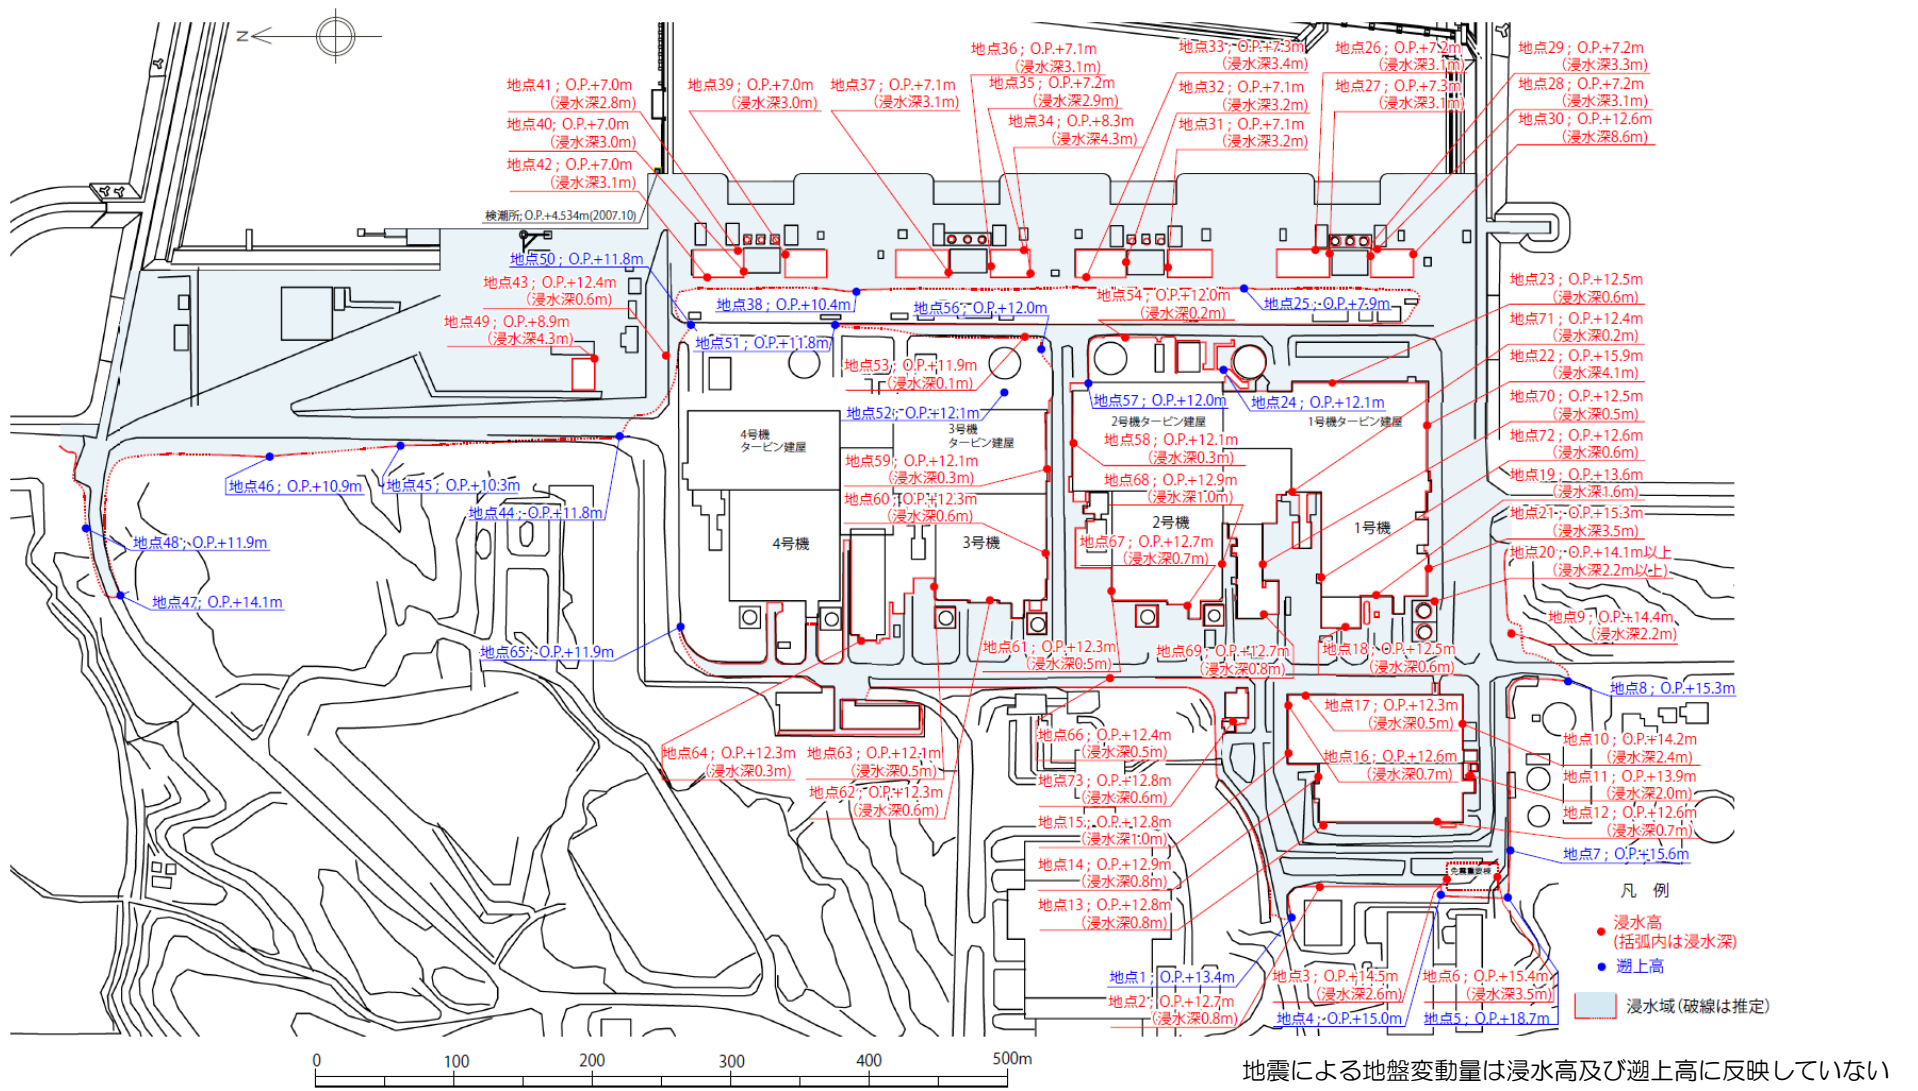 N
地点41 ; O.P.+7.0m
(浸水深2.8m)
地点40; O.P.+7.0m
(浸水深3.0m)
地点42 ; O.P.+7.0m
(浸水深3.1m)
検潮所; O.P.+4.534m(2007.10)
地点39 ; O.P.+7.0m
(浸水深3.0m)
地点37 ; O.P.+7.1m
(浸水深3.1m)
地点36 ; O.P.+7.1m
(浸水深3.1m)
地点35 ; O.P.+7.2m
(浸水深2.9m)
地点34 ; O.P.+8.3m
(浸水深4.3m)
地点33 ; O.P.+7.3m
(浸水深3.4m)
地点32 ; O.P.+7.1m
(浸水深3.2m)
地点31 ; O.P.+7.1m
(浸水深3.2m)
地点26 ; O.P.+7.2m
(浸水深3.1m)
地点27 ; O.P.+7.3m
(浸水深3.1m)
地点29 ; O.P.+7.2m
(浸水深3.3m)
地点28 ; O.P.+7.2m
(浸水深3.1m)
地点30 ; O.P.+12.6m
(浸水深8.6m)
地点50 ; O.P.+11.8m
地点43 ; O.P.+12.4m
(浸水深0.6m)
地点49 ; O.P.+8.9m
(浸水深4.3m)
地点38 ; O.P.+10.4m
地点56 ; O.P.+12.0m
地点54 ; O.P.+12.0m
(浸水深0.2m)
地点25 ; O.P.+7.9m
地点51 ; O.P.+11.8m
地点53 ; O.P.+11.9m
(浸水深0.1m)
地点52 ; O.P.+12.1m
地点57 ; O.P.+12.0m
地点24 ; O.P.+12.1m
地点23 ; O.P.+12.5m
(浸水深0.6m)
地点71 ; O.P.+12.4m
(浸水深0.2m)
地点22 ; O.P.+15.9m
(浸水深4.1m)
地点70 ; O.P.+12.5m
(浸水深0.5m)
地点72 ; O.P.+12.6m
(浸水深0.6m)
地点19 ; O.P.+13.6m
(浸水深1.6m)
地点21 ; O.P.+15.3m
(浸水深3.5m)
地点20 ; O.P.+14.1m以上
(浸水深2.2m以上)
地点9 ; O.P.+14.4m
(浸水深2.2m)
4号機
タービン建屋
3号機
タービン建屋
2号機タービン建屋
1号機タービン建屋
地点58 ; O.P.+12.1m
(浸水深0.3m)
地点59 ; O.P.+12.1m
(浸水深0.3m)
地点68 ; O.P.+12.9m
(浸水深1.0m)
地点60 ; O.P.+12.3m
(浸水深0.6m)
地点46 ; O.P.+10.9m
地点45 ; O.P.+10.3m
地点44 ; O.P.+11.8m
4号機
3号機
2号機
1号機
地点67 ; O.P.+12.7m
(浸水深0.7m)
地点48 ; O.P.+11.9m
地点47 ; O.P.+14.1m
地点65 ; O.P.+11.9m
地点61 ; O.P.+12.3m
(浸水深0.5m)
地点69 ; O.P.+12.7m
(浸水深0.8m)
地点18 ; O.P.+12.5m
(浸水深0.6m)
地点8 ; O.P.+15.3m
地点17 ; O.P.+12.3m
(浸水深0.5m)
地点16 ; O.P.+12.6m
(浸水深0.7m)
地点10 ; O.P.+14.2m
(浸水深2.4m)
地点11 ; O.P.+13.9m
(浸水深2.0m)
地点12 ; O.P.+12.6m
(浸水深0.7m)
地点7 ; O.P.+15.6m
地点64 ; O.P.+12.3m
(浸水深0.3m)
地点63 ; O.P.+12.1m
(浸水深0.5m)
地点62 ; O.P.+12.3m
(浸水深0.6m)
地点66 ; O.P.+12.4m
(浸水深0.5m)
地点73 ; O.P.+12.8m
(浸水深0.6m)
地点15 ; O.P.+12.8m
(浸水深1.0m)
地点14 ; O.P.+12.9m
(浸水深0.8m)
地点13 ; O.P.+12.8m
(浸水深0.8m)
免震重要棟
地点1 ; O.P.+13.4m
地点2 ; O.P.+12.7m
(浸水深0.8m)
地点3 ; O.P.+14.5m
(浸水深2.6m)
地点4 ; O.P.+15.0m
地点6 ; O.P.+15.4m
(浸水深3.5m)
地点5 ; O.P.+18.7m
凡 例
浸水高
(括弧内は浸水深)
遡上高
浸水域(破線は推定)
0 100 200 300 400 500m
地震による地盤変動量は浸水高及び遡上高に反映していない